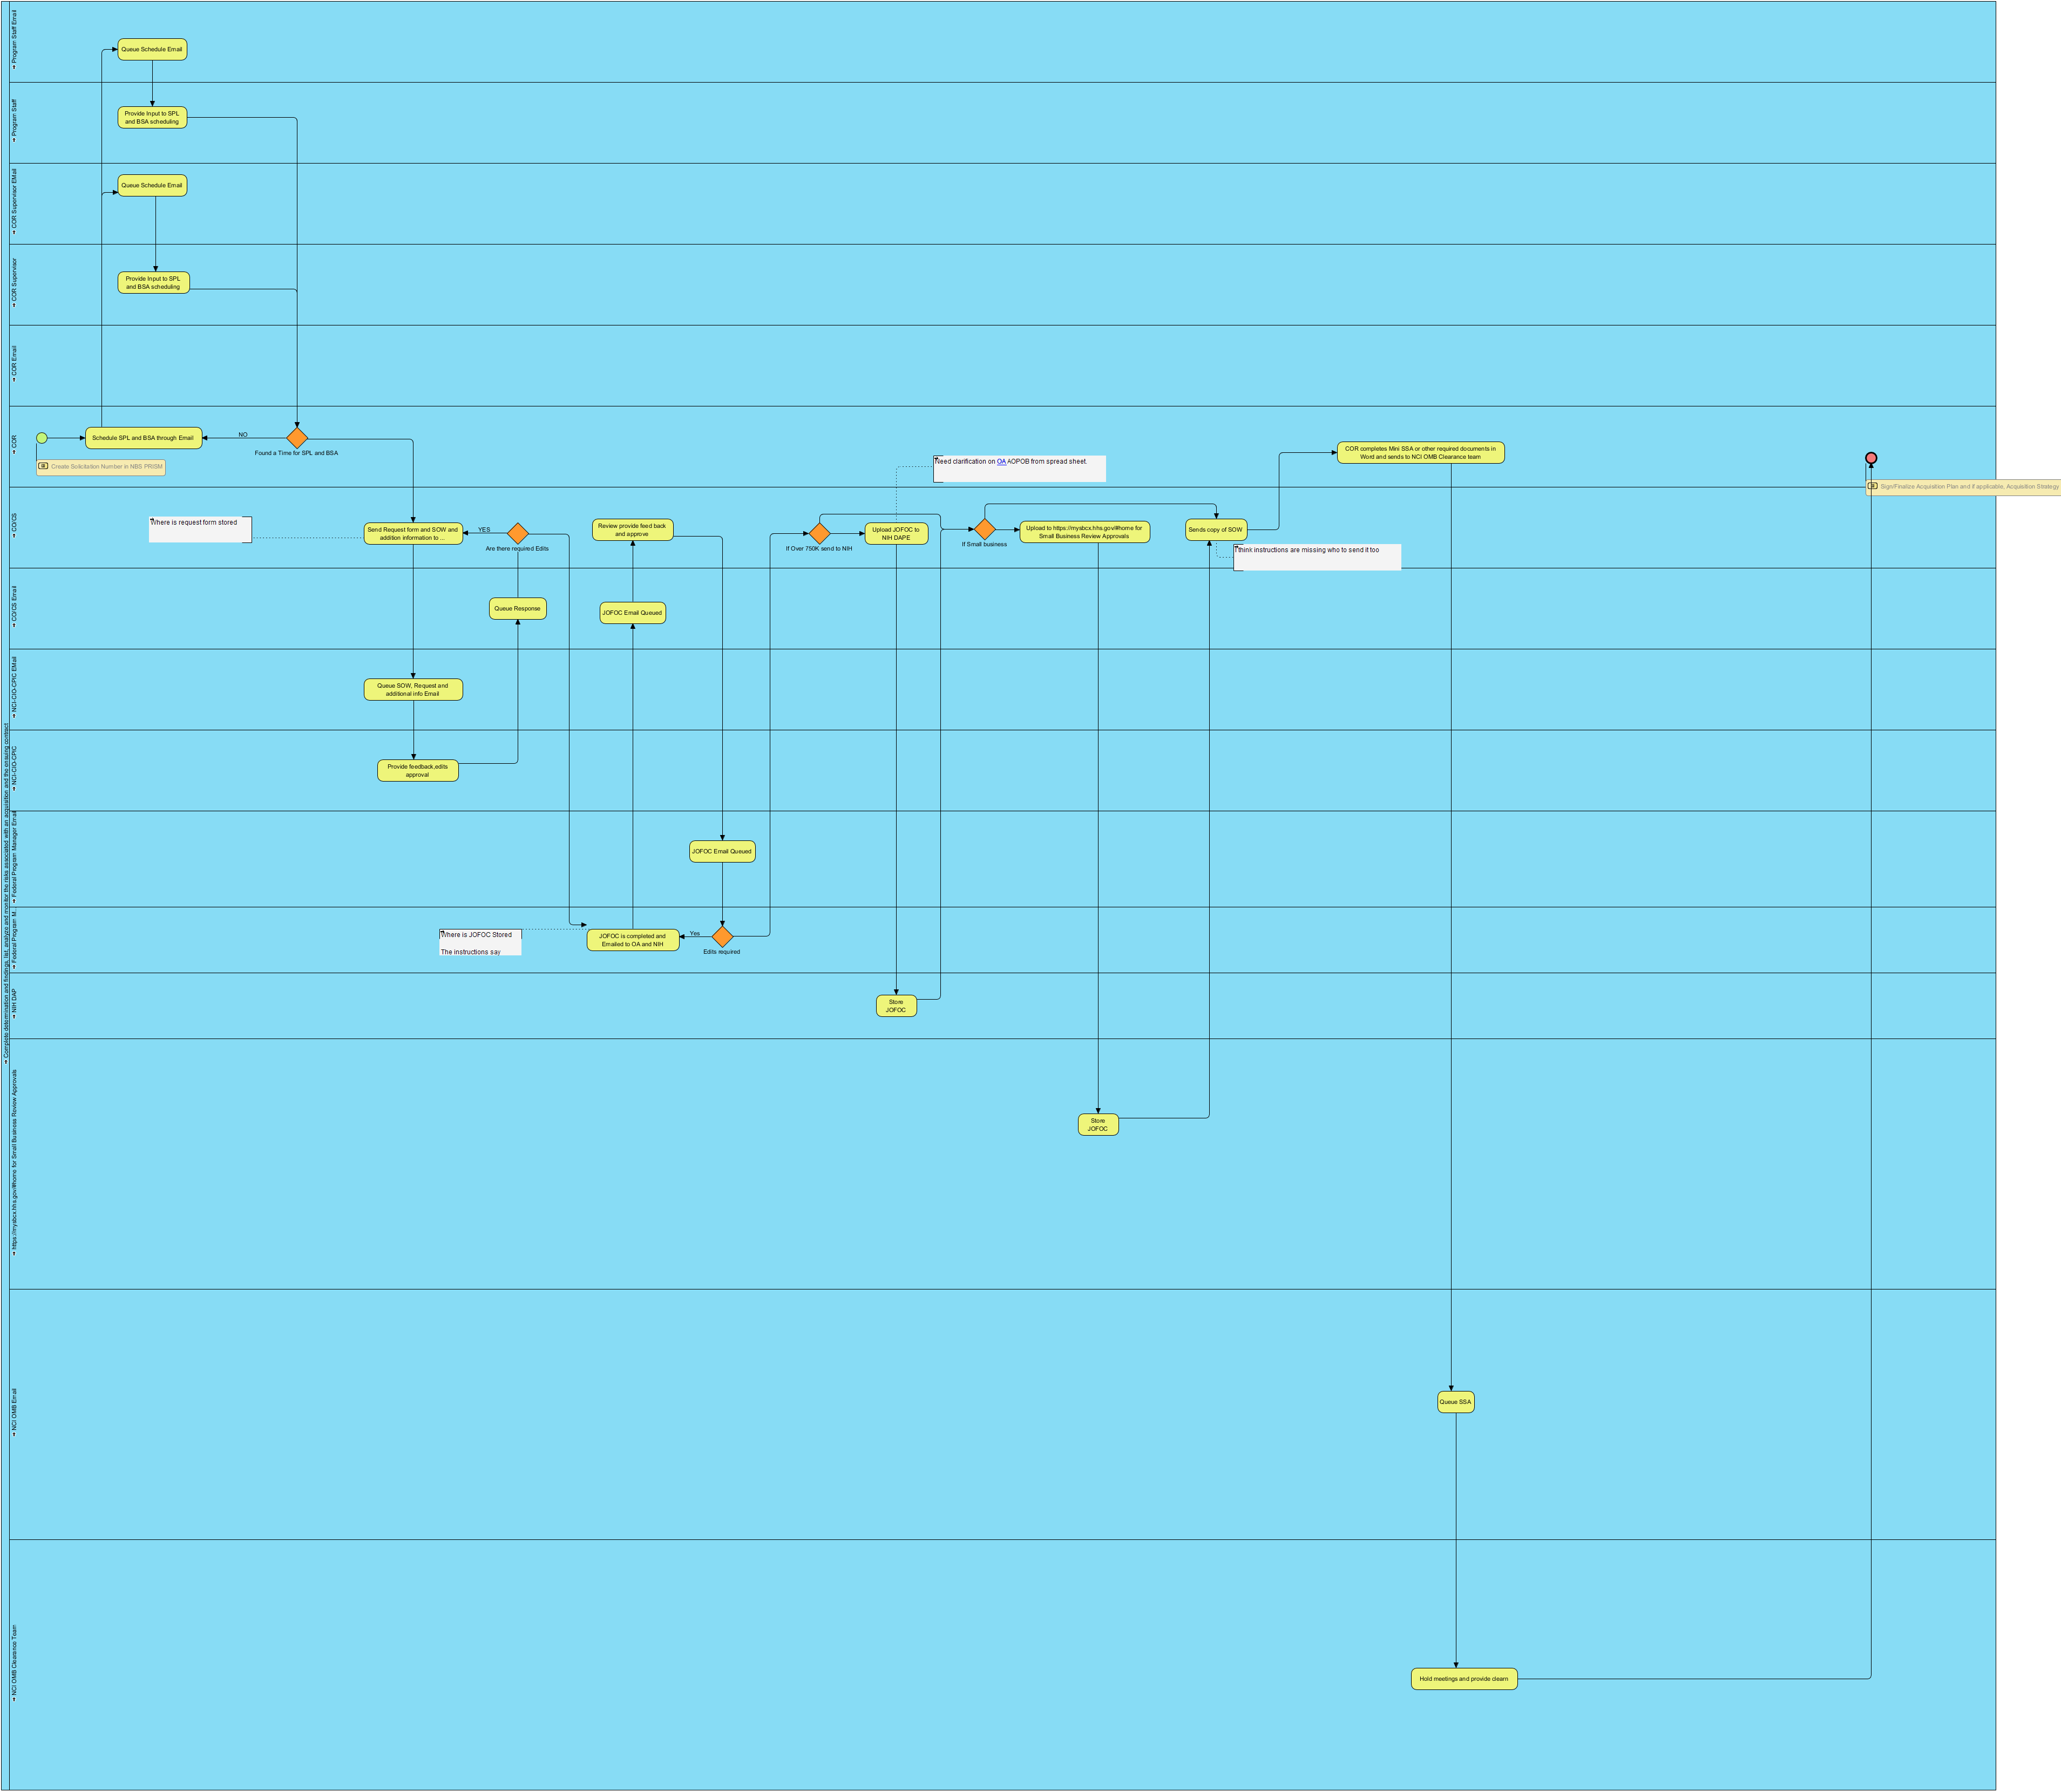 Complete determination and findings, list, analyze and monitor the risks associated with an acquisition and the ensuing contract
Program Staff Email
Queue Schedule Email
Program Staff
Provide Input to SPL
and BSA scheduling
COR Supervisor EMail
Queue Schedule Email
COR Supervisor
Provide Input to SPL
and BSA scheduling
COR Email
COR
Schedule SPL and BSA through Email
NO
Found a Time for SPL and BSA
Create Solicitation Number in NBS PRISM
Need clarification on OA AOPOB from spread sheet.
COR completes Mini SSA or other required documents in
Word and sends to NCI OMB Clearance team
Sign/Finalize Acquisition Plan and if applicable, Acquisition Strategy
CO/CS
Where is request form stored
Send Request form and SOW and
addition information to ...
YES
Are there required Edits
Review provide feed back
and approve
If Over 750K send to NIH
Upload JOFOC to
NIH DAPE
If Small business
Upload to https://mysbcx.hhs.gov/#home for
Small Business Review Approvals
Sends copy of SOW
I think instructions are missing who to send it too
CO/CS Email
Queue Response
JOFOC Email Queued
NCI-CIO-CPIC EMail
Queue SOW, Request and
additional info Email
NCI-CIO-CPIC
Provide feedback,edits
approval
Federal Program Manager Email
JOFOC Email Queued
Federal Program M...
Where is JOFOC Stored
The instructions say
JOFOC is completed and
Emailed to OA and NIH
Yes
Edits required
NIH DAP
Store
JOFOC
https://mysbcx.hhs.gov/#home for Small Business Review Approvals
Store
JOFOC
NCI OMB Email
Queue SSA
NCI OMB Clearance Team
Hold meetings and provide clearn